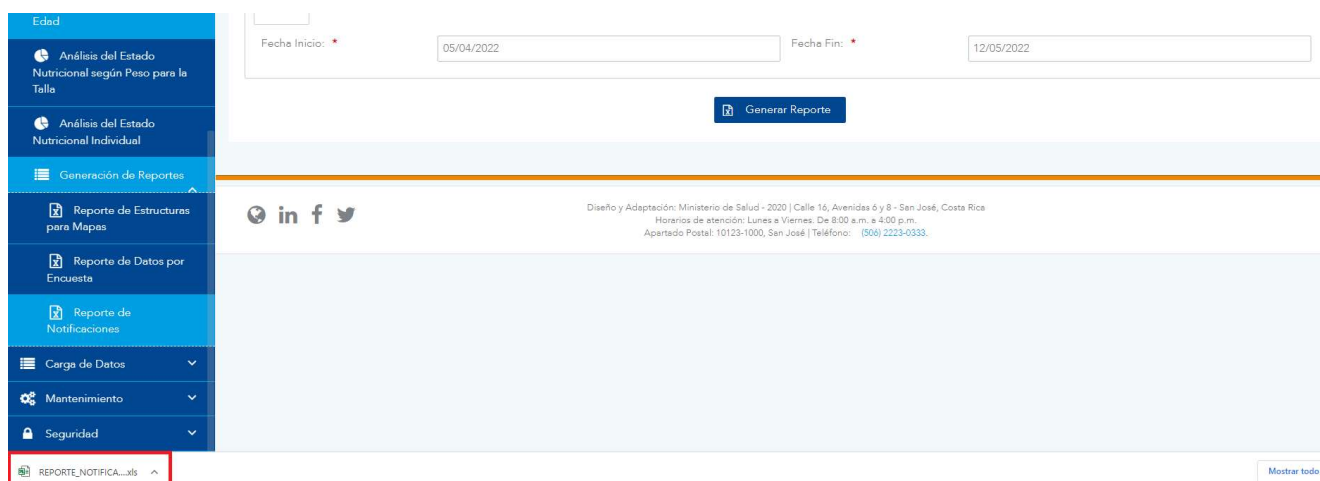 Edad
Análisis del Estado
Nutricional según Peso para la
Talla
Análisis del Estado
Nutricional Individual
Generación de Reportes
Reporte de Estructuras
para Mapas
Reporte de Datos por
Encuesta
Reporte de
Notificaciones
Carga de Datos
Mantenimiento
Seguridad
Fecha Inicio: *
05/04/2022
Fecha Fin: *
12/05/2022
Generar Reporte
Diseño y Adaptación: Ministerio de Salud - 2020 | Calle 16, Avenidas 6 y 8 - San José, Costa Rica
Horarios de atención: Lunes a Viernes. De 8:00 a.m. a 4:00 p.m.
Apartado Postal: 10123-1000, San José | Teléfono: (506) 2223-0333.
REPORTE_NOTIFICA....xls
Mostrar todo